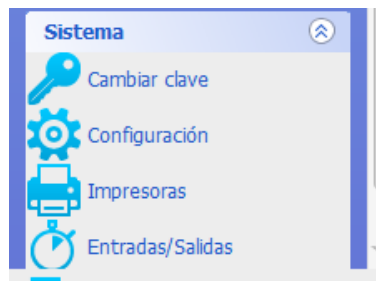 Sistema
Cambiar clave
Configuración
Impresoras
Entradas/Salidas